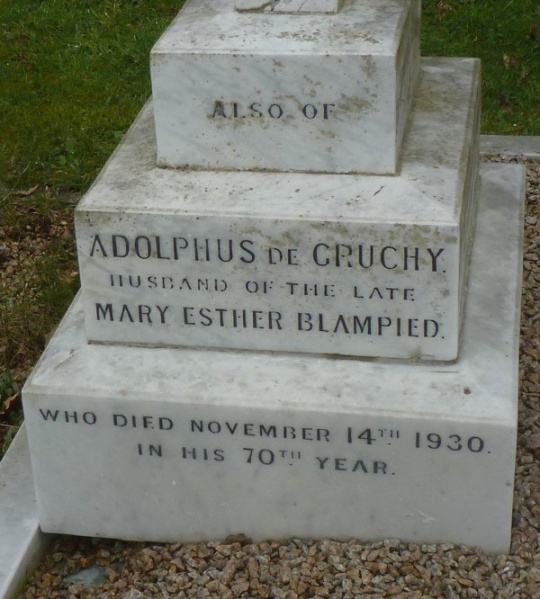 ALSO OF
ADOLPHUS DE GRUCHY.
HUSBAND OF THE LATE
MARY ESTHER BLAMPIED.
WHO DIED NOVEMBER 14TH 1930.
IN HIS 70TH YEAR.